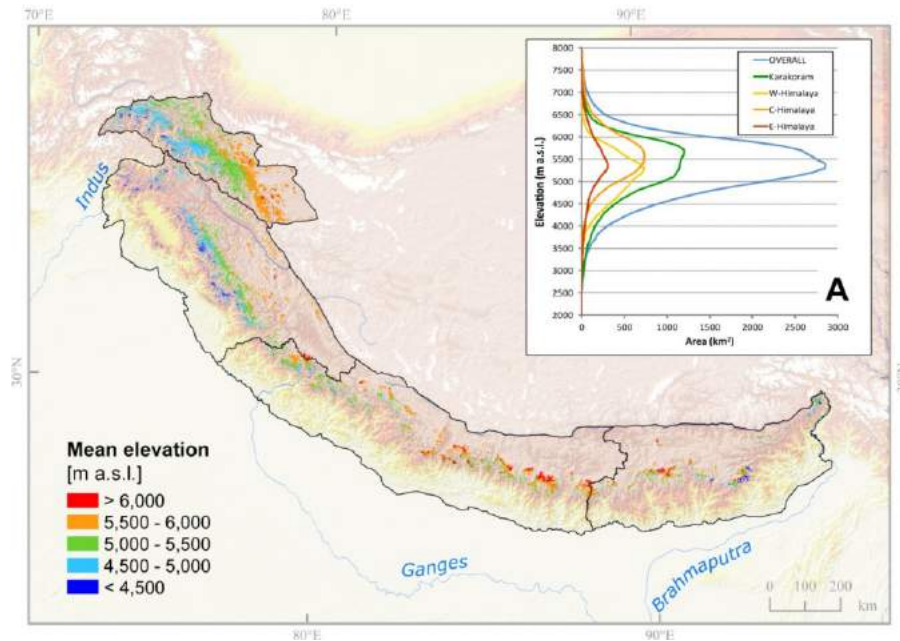 70°E
80°E
90°E
8000
7500
7000
6500
6000
5500
5000
4500
4000
3500
3000
2500
2000
Elevation (m a.s.l.)
OVERALL
Karakoram
W-Himalaya
C-Himalaya
E-Himalaya
A
0
500
1000
1500
2000
2500
3000
Area (km²)
Indus
30°N
Mean elevation
[m a.s.l.]
> 6,000
5,500 - 6,000
5,000 - 5,500
4,500 - 5,000
< 4,500
Ganges
Brahmaputra
0 100 200
km
80°E
90°E